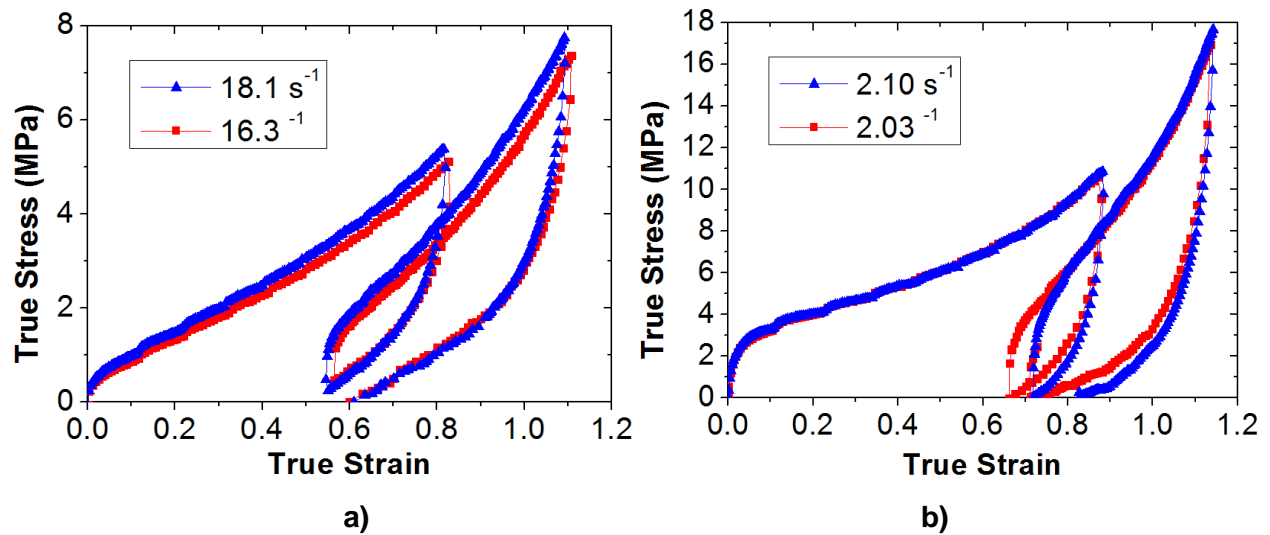 8
6
4
2
0
True Stress (MPa)
18.1 s⁻¹
16.3 ⁻¹
0.0 0.2 0.4 0.6 0.8 1.0 1.2
True Strain
a)
18
16
14
12
10
8
6
4
2
0
True Stress (MPa)
2.10 s⁻¹
2.03 ⁻¹
0.0 0.2 0.4 0.6 0.8 1.0 1.2
True Strain
b)